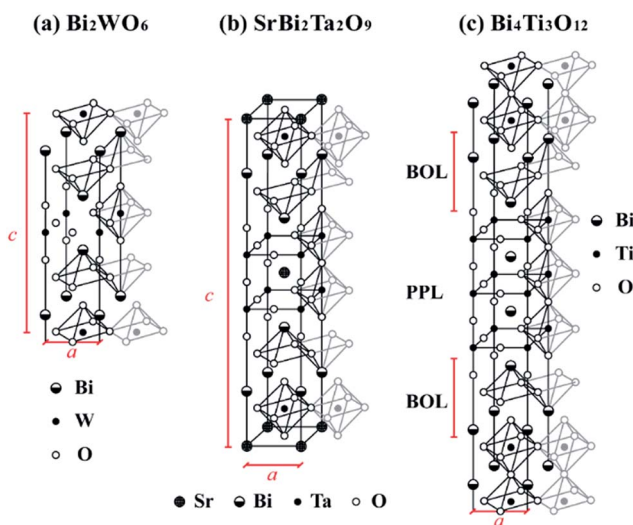 (a) Bi₂WO₆
(b) SrBi₂Ta₂O₉
(c) Bi₄Ti₃O₁₂
c
a
Bi
W
O
c
a
Sr Bi Ta O
BOL
PPL
BOL
a
Bi
Ti
O